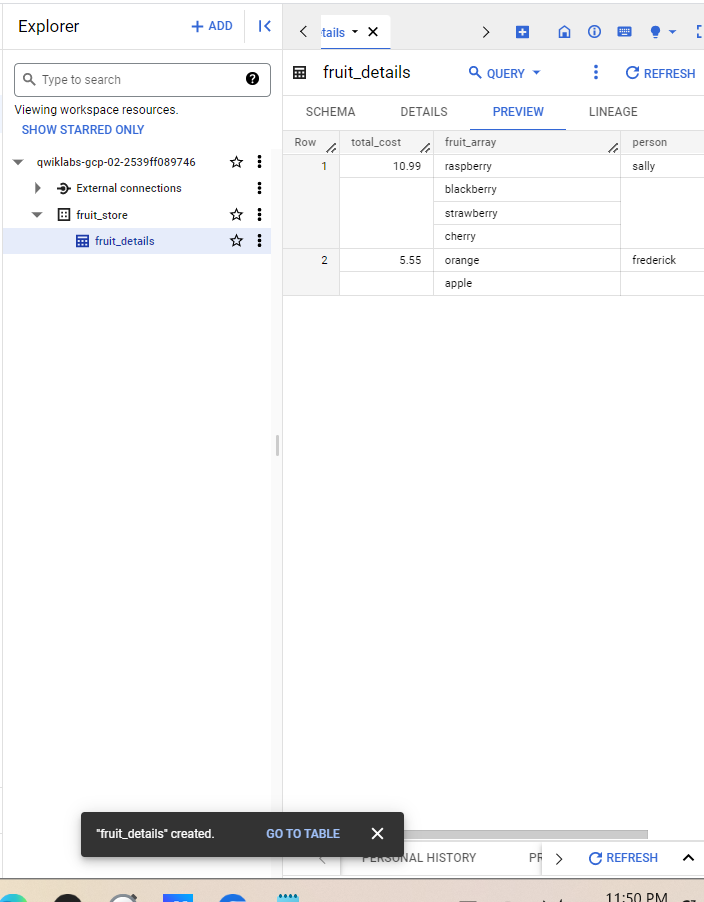 Explorer
+ ADD
tails
fruit_details
QUERY
REFRESH
Type to search
Viewing workspace resources.
SHOW STARRED ONLY
SCHEMA DETAILS PREVIEW LINEAGE
Row total_cost fruit_array person
1 10.99 raspberry sally
blackberry
strawberry
cherry
2 5.55 orange frederick
apple
qwiklabs-gcp-02-2539ff089746
External connections
fruit_store
fruit_details
"fruit_details" created. GO TO TABLE
PERSONAL HISTORY
PR
REFRESH
11:50 PM